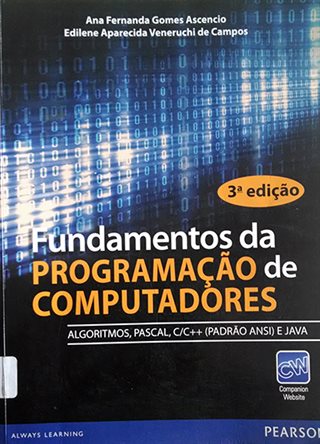 Ana Fernanda Gomes Ascencio
Edilene Aparecida Veneruchi de Campos
3ª edição
Fundamentos da
PROGRAMAÇÃO de
COMPUTADORES
ALGORITMOS, PASCAL, C/C++ (PADRÃO ANSI) E JAVA
CW
Companion
Website
ALWAYS LEARNING
PEARSON